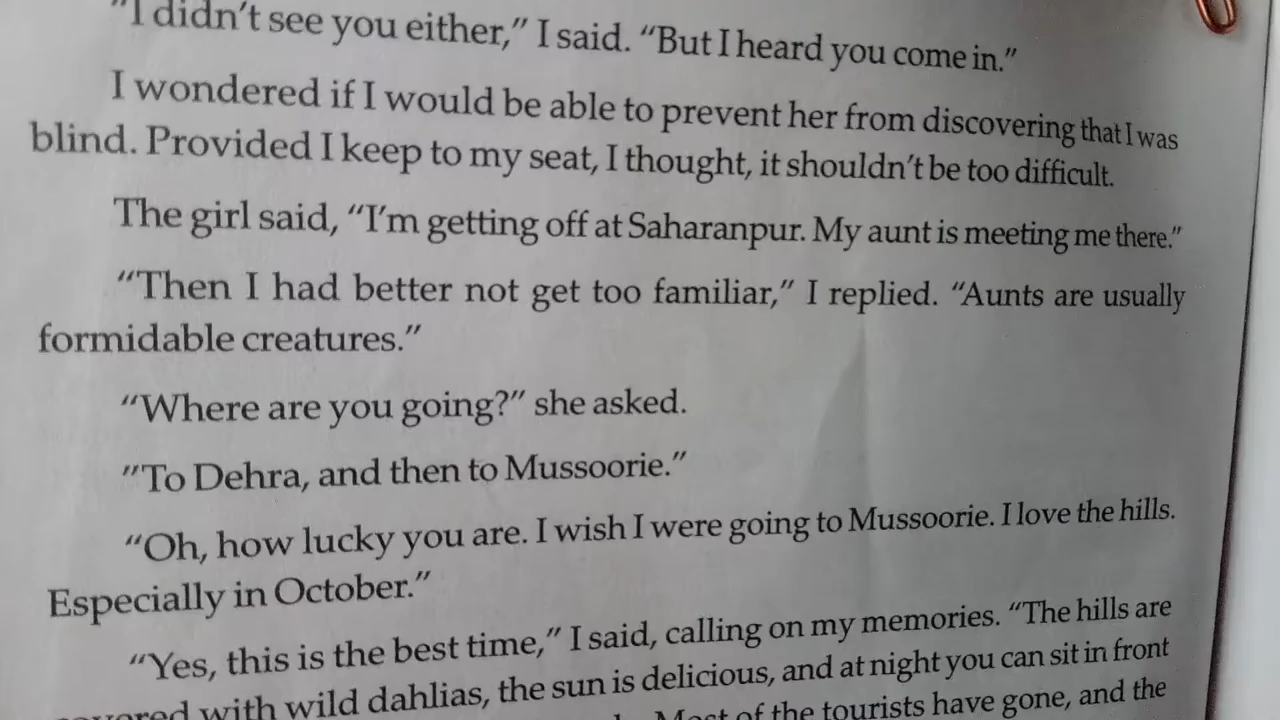 "I didn't see you either," I said. "But I heard you come in."
I wondered if I would be able to prevent her from discovering that I was
blind. Provided I keep to my seat, I thought, it shouldn't be too difficult.
The girl said, "I'm getting off at Saharanpur. My aunt is meeting me there."
"Then I had better not get too familiar," I replied. "Aunts are usually
formidable creatures."
"Where are you going?" she asked.
"To Dehra, and then to Mussoorie."
"Oh, how lucky you are. I wish I were going to Mussoorie. I love the hills.
Especially in October."
"Yes, this is the best time," I said, calling on my memories. "The hills are
covered with wild dahlias, the sun is delicious, and at night you can sit in front
Most of the tourists have gone, and the